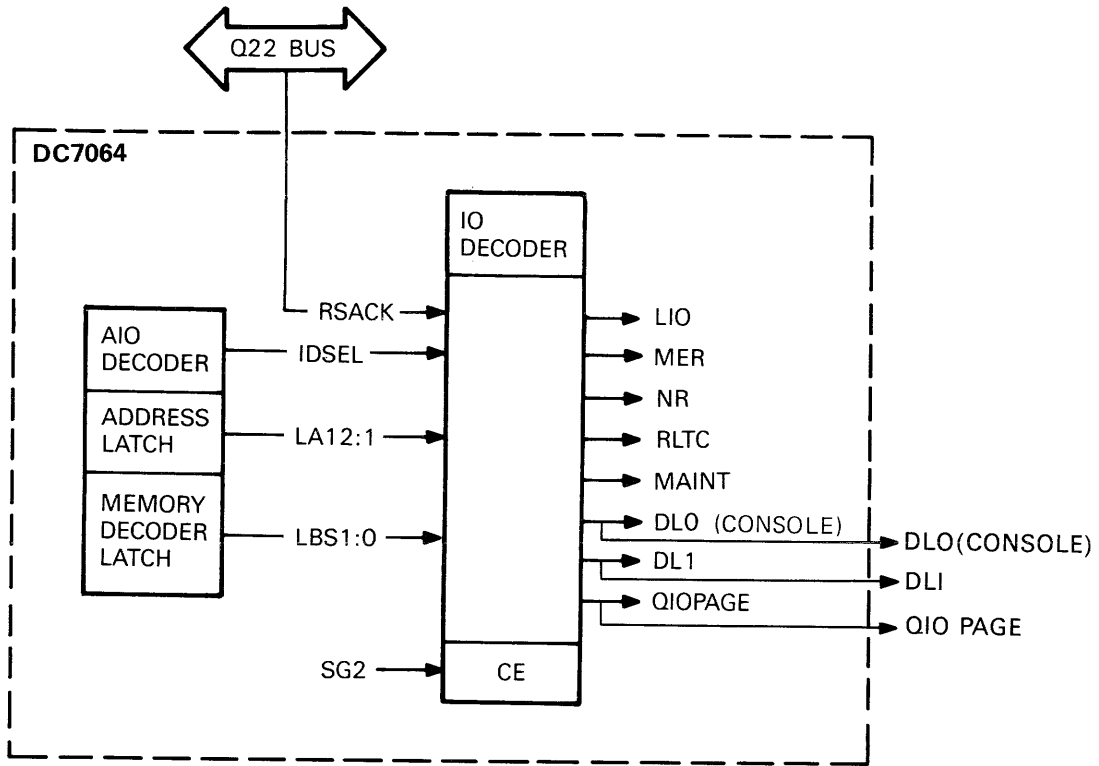 Q22 BUS
DC7064
IO
DECODER
RSACK
IDSEL
LA12:1
LBS1:0
SG2
CE
AIO
DECODER
ADDRESS
LATCH
MEMORY
DECODER
LATCH
LIO
MER
NR
RLTC
MAINT
DL0 (CONSOLE)
DL1
QIOPAGE
DLO(CONSOLE)
DLI
QIO PAGE